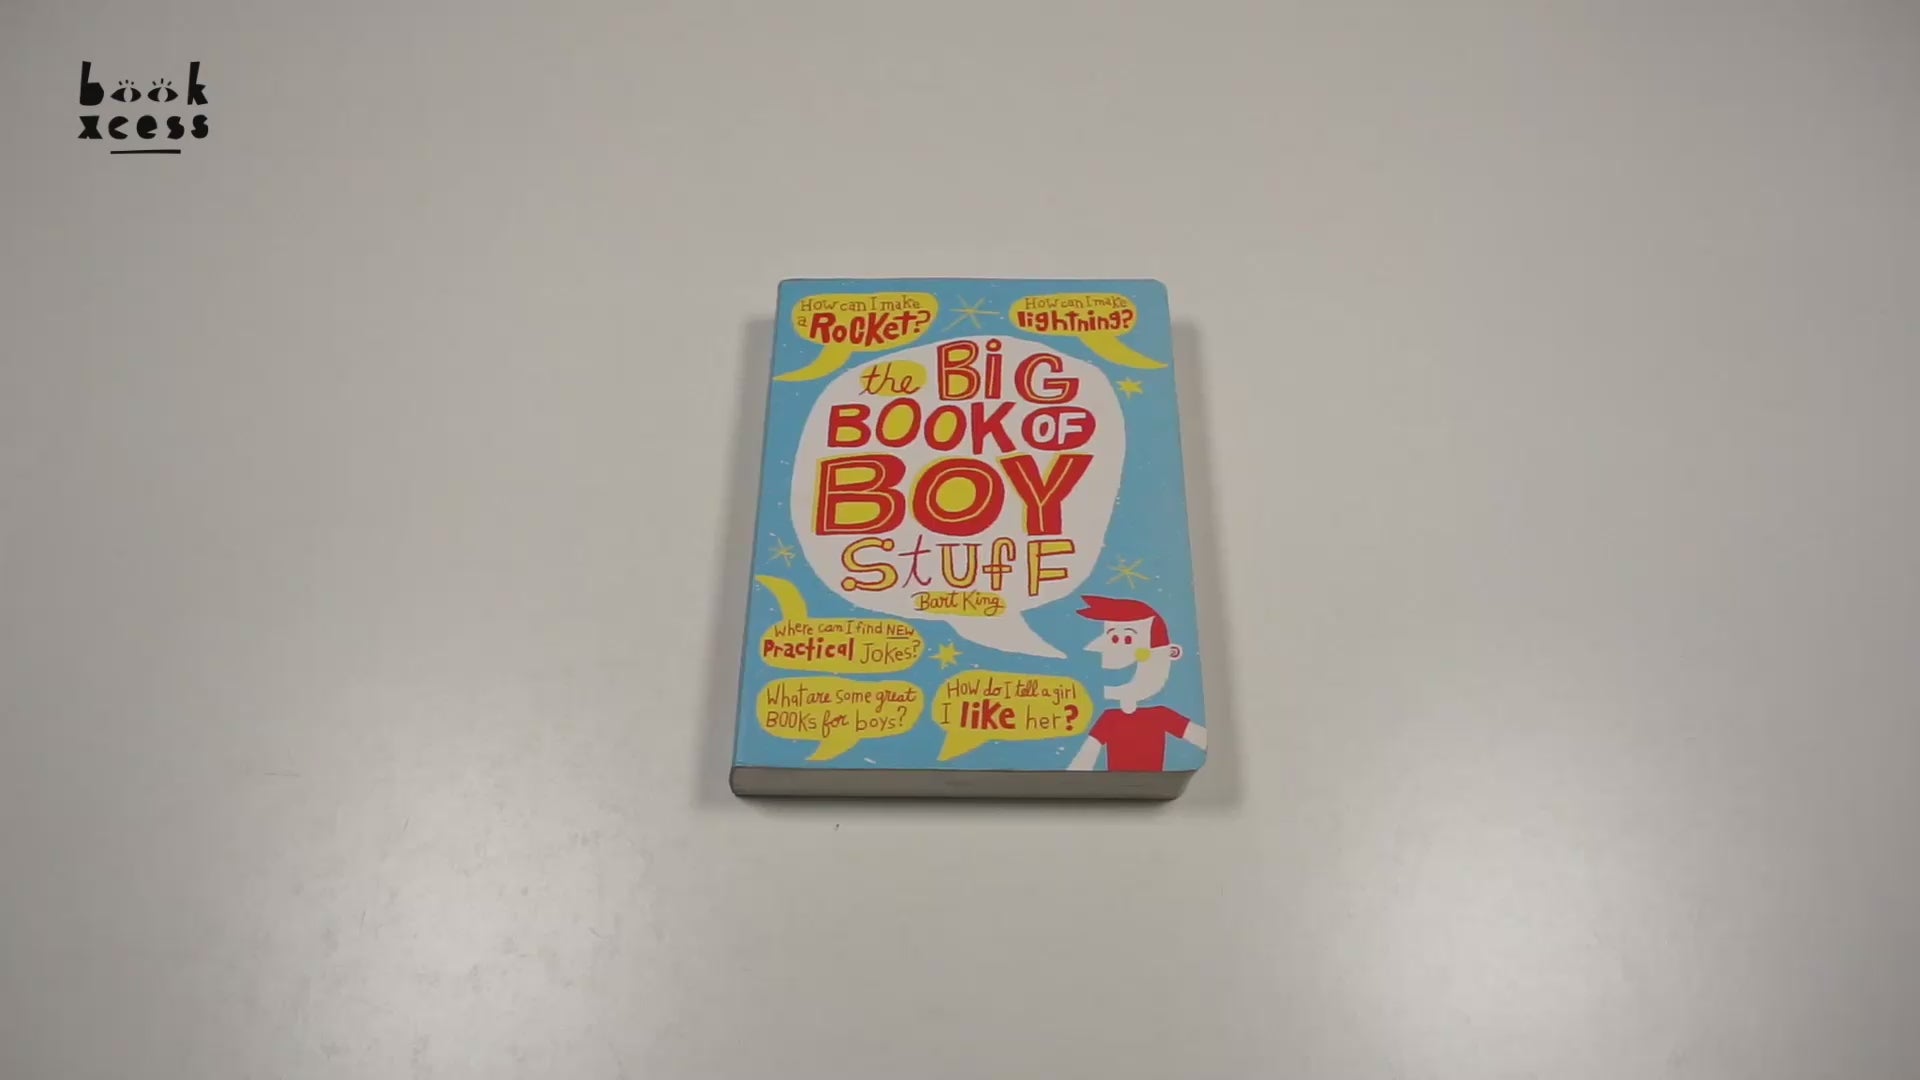 book
xcess
How can I make
a ROCKET?
How can I make
lightning?
the BiG
BOOK OF
BOY
StUFF
Bart King
Where can I find NEW
Practical Jokes?
What are some great
BOOKs for boys?
How do I tell a girl
I like her?